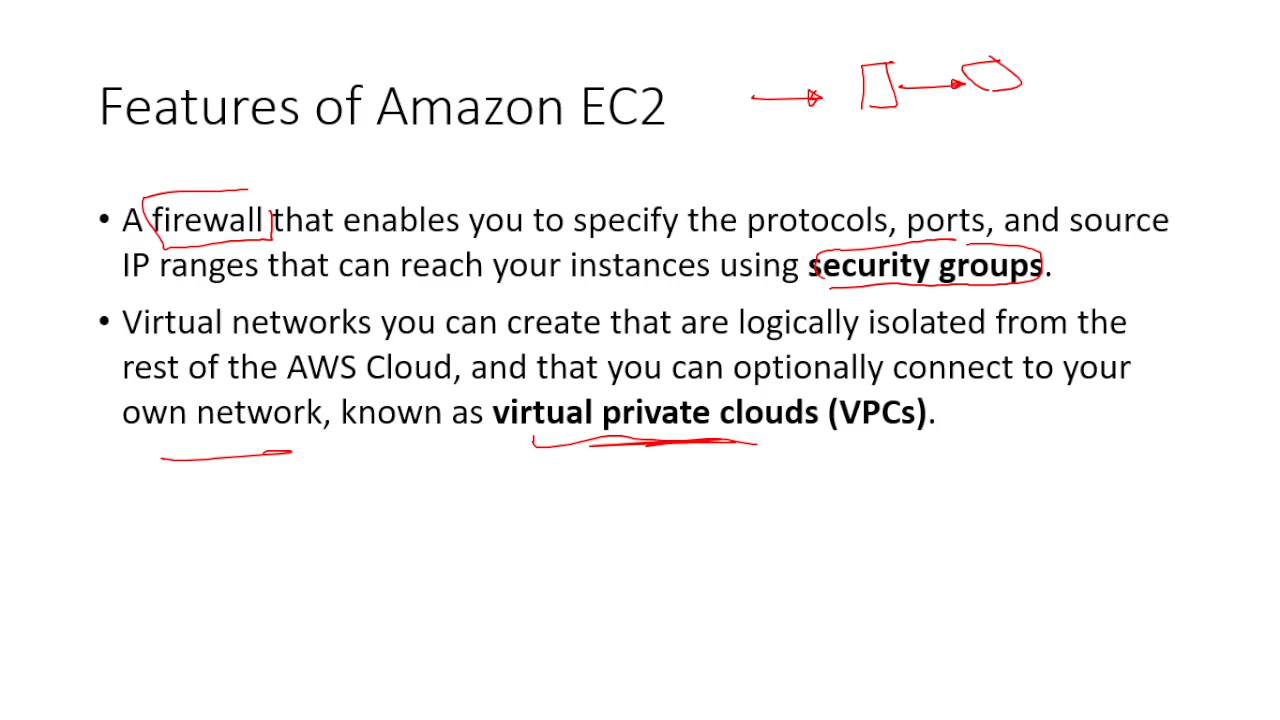 Features of Amazon EC2
• A firewall that enables you to specify the protocols, ports, and source
IP ranges that can reach your instances using security groups.
• Virtual networks you can create that are logically isolated from the
rest of the AWS Cloud, and that you can optionally connect to your
own network, known as virtual private clouds (VPCs).